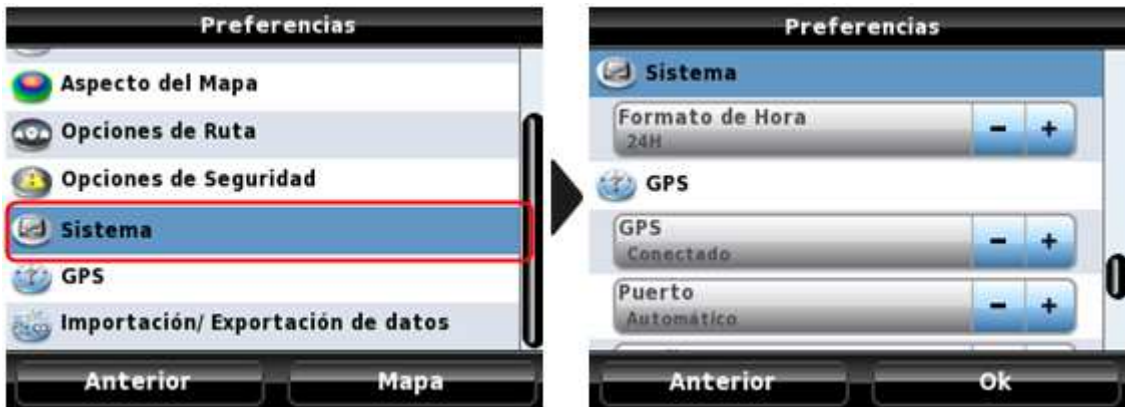 Preferencias
Aspecto del Mapa
Opciones de Ruta
Opciones de Seguridad
Sistema
GPS
Importación/ Exportación de datos
Anterior
Mapa
Preferencias
Sistema
Formato de Hora
24H
- +
GPS
GPS
Conectado
- +
Puerto
Automático
- +
Anterior
Ok